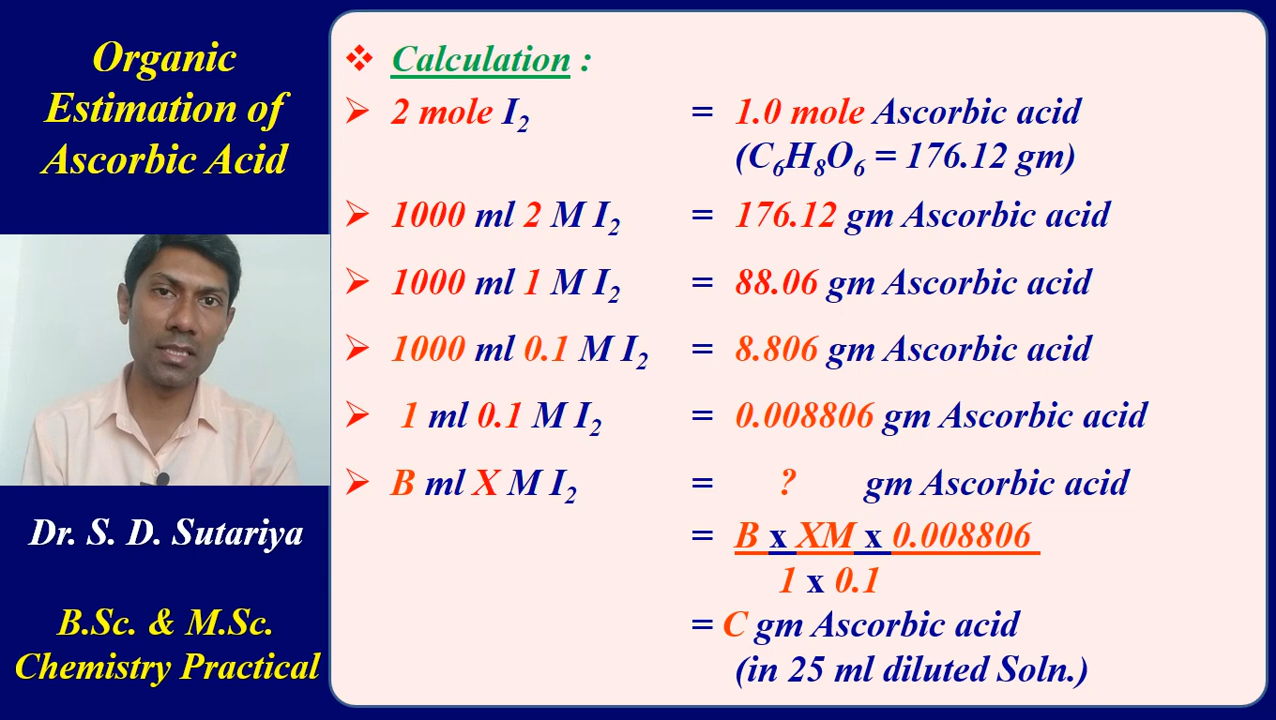 Organic
Estimation of
Ascorbic Acid
Dr. S. D. Sutariya
B.Sc. & M.Sc.
Chemistry Practical
❖ Calculation :
➢ 2 mole I₂ = 1.0 mole Ascorbic acid
(C₆H₈O₆ = 176.12 gm)
➢ 1000 ml 2 M I₂ = 176.12 gm Ascorbic acid
➢ 1000 ml 1 M I₂ = 88.06 gm Ascorbic acid
➢ 1000 ml 0.1 M I₂ = 8.806 gm Ascorbic acid
➢ 1 ml 0.1 M I₂ = 0.008806 gm Ascorbic acid
➢ B ml X M I₂ = ? gm Ascorbic acid
= B x XM x 0.008806
1 x 0.1
= C gm Ascorbic acid
(in 25 ml diluted Soln.)